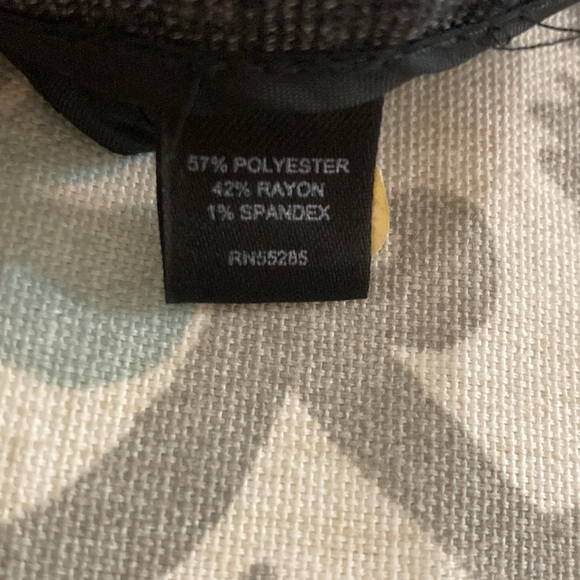 57% POLYESTER
42% RAYON
1% SPANDEX
RN55285